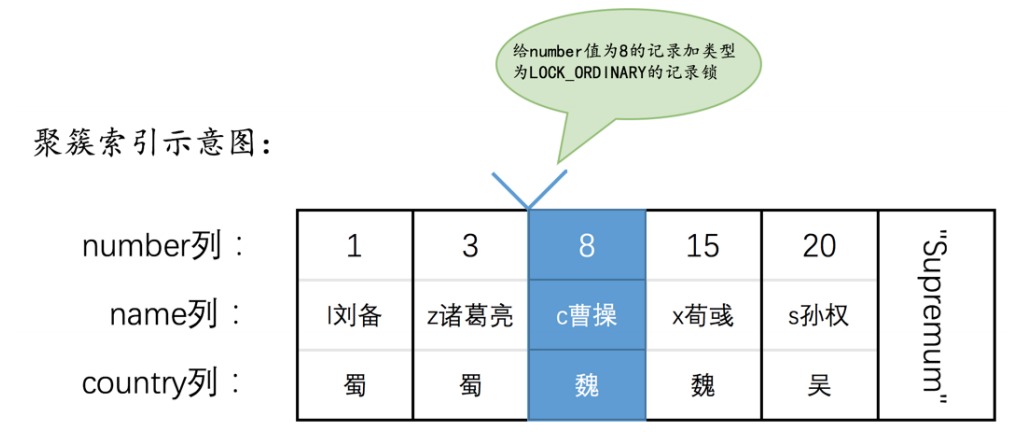 给number值为8的记录加类型
为LOCK_ORDINARY的记录锁
聚簇索引示意图：
number列： 1 3 8 15 20 "Supremum"
name列： l刘备 z诸葛亮 c曹操 x荀彧 s孙权
country列： 蜀 蜀 魏 魏 吴